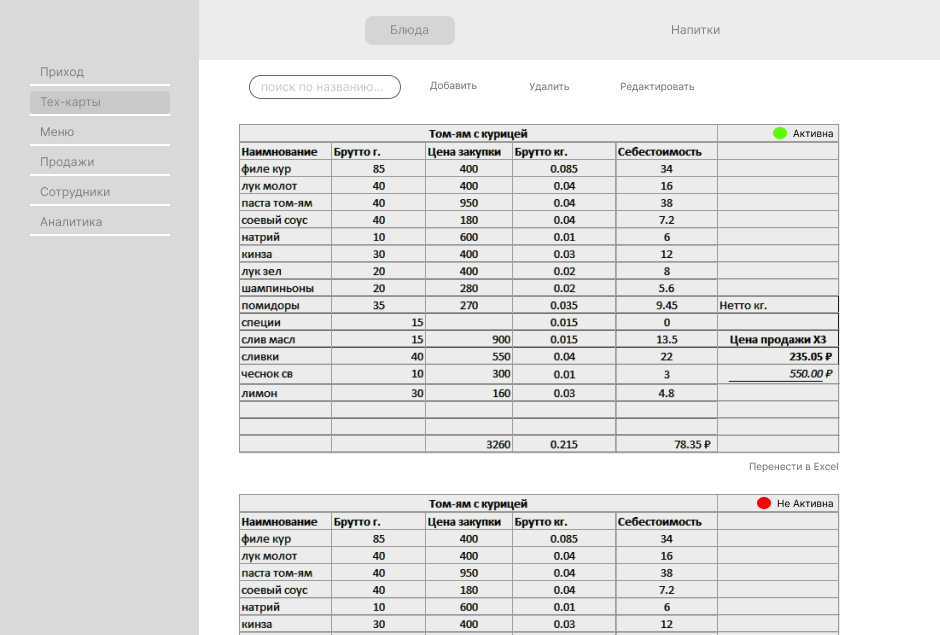 Блюда
Напитки
Приход
Тех-карты
Меню
Продажи
Сотрудники
Аналитика
поиск по названию...
Добавить
Удалить
Редактировать
Том-ям с курицей
Активна
Наимнование Брутто г. Цена закупки Брутто кг. Себестоимость
филе кур 85 400 0.085 34
лук молот 40 400 0.04 16
паста том-ям 40 950 0.04 38
соевый соус 40 180 0.04 7.2
натрий 10 600 0.01 6
кинза 30 400 0.03 12
лук зел 20 400 0.02 8
шампиньоны 20 280 0.02 5.6
помидоры 35 270 0.035 9.45 Нетто кг.
специи 15 0.015 0
слив масл 15 900 0.015 13.5 Цена продажи X3
сливки 40 550 0.04 22 235.05 ₽
чеснок св 10 300 0.01 3 550.00 ₽
лимон 30 160 0.03 4.8
3260 0.215 78.35 ₽
Перенести в Excel
Том-ям с курицей
Не Активна
Наимнование Брутто г. Цена закупки Брутто кг. Себестоимость
филе кур 85 400 0.085 34
лук молот 40 400 0.04 16
паста том-ям 40 950 0.04 38
соевый соус 40 180 0.04 7.2
натрий 10 600 0.01 6
кинза 30 400 0.03 12